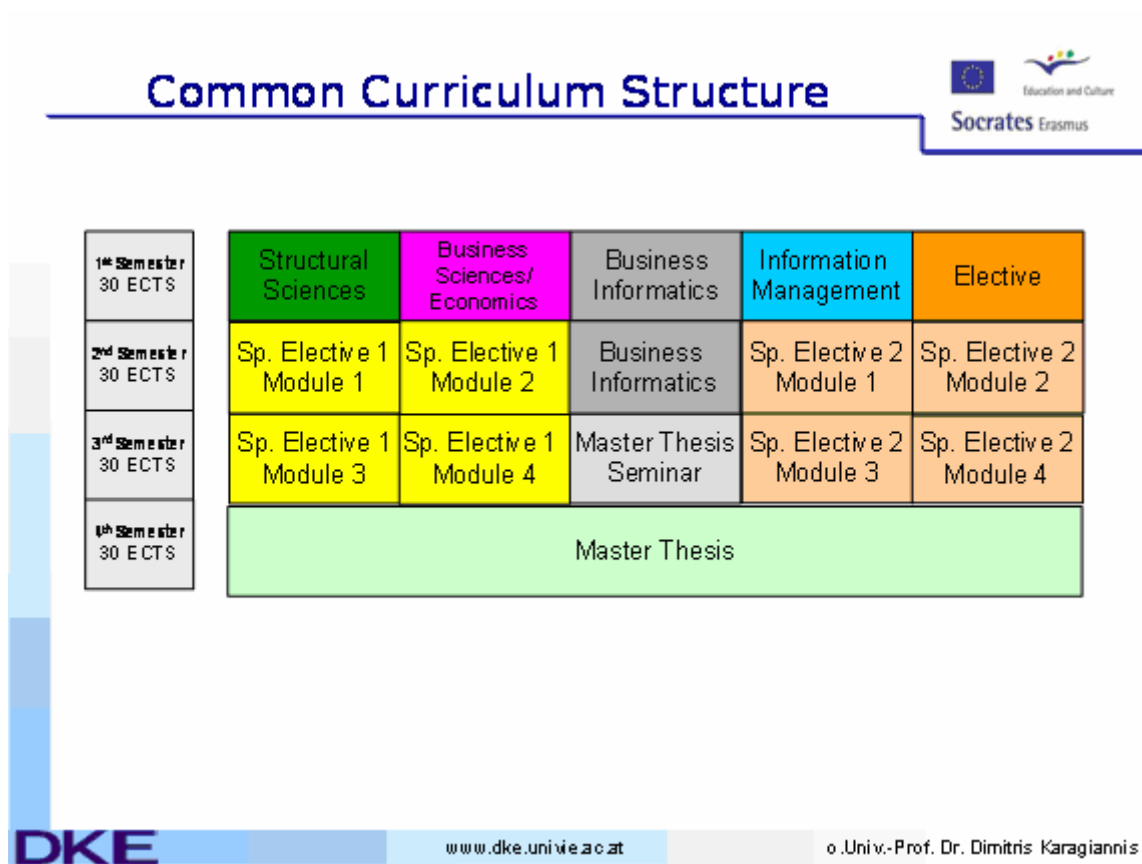 Common Curriculum Structure
Education and Culture
Socrates Erasmus
1st Semester
30 ECTS
Structural
Sciences
Business
Sciences/
Economics
Business
Informatics
Information
Management
Elective
2nd Semester
30 ECTS
Sp. Elective 1
Module 1
Sp. Elective 1
Module 2
Business
Informatics
Sp. Elective 2
Module 1
Sp. Elective 2
Module 2
3rd Semester
30 ECTS
Sp. Elective 1
Module 3
Sp. Elective 1
Module 4
Master Thesis
Seminar
Sp. Elective 2
Module 3
Sp. Elective 2
Module 4
4th Semester
30 ECTS
Master Thesis
DKE
www.dke.univie.ac.at
o.Univ.-Prof. Dr. Dimitris Karagiannis